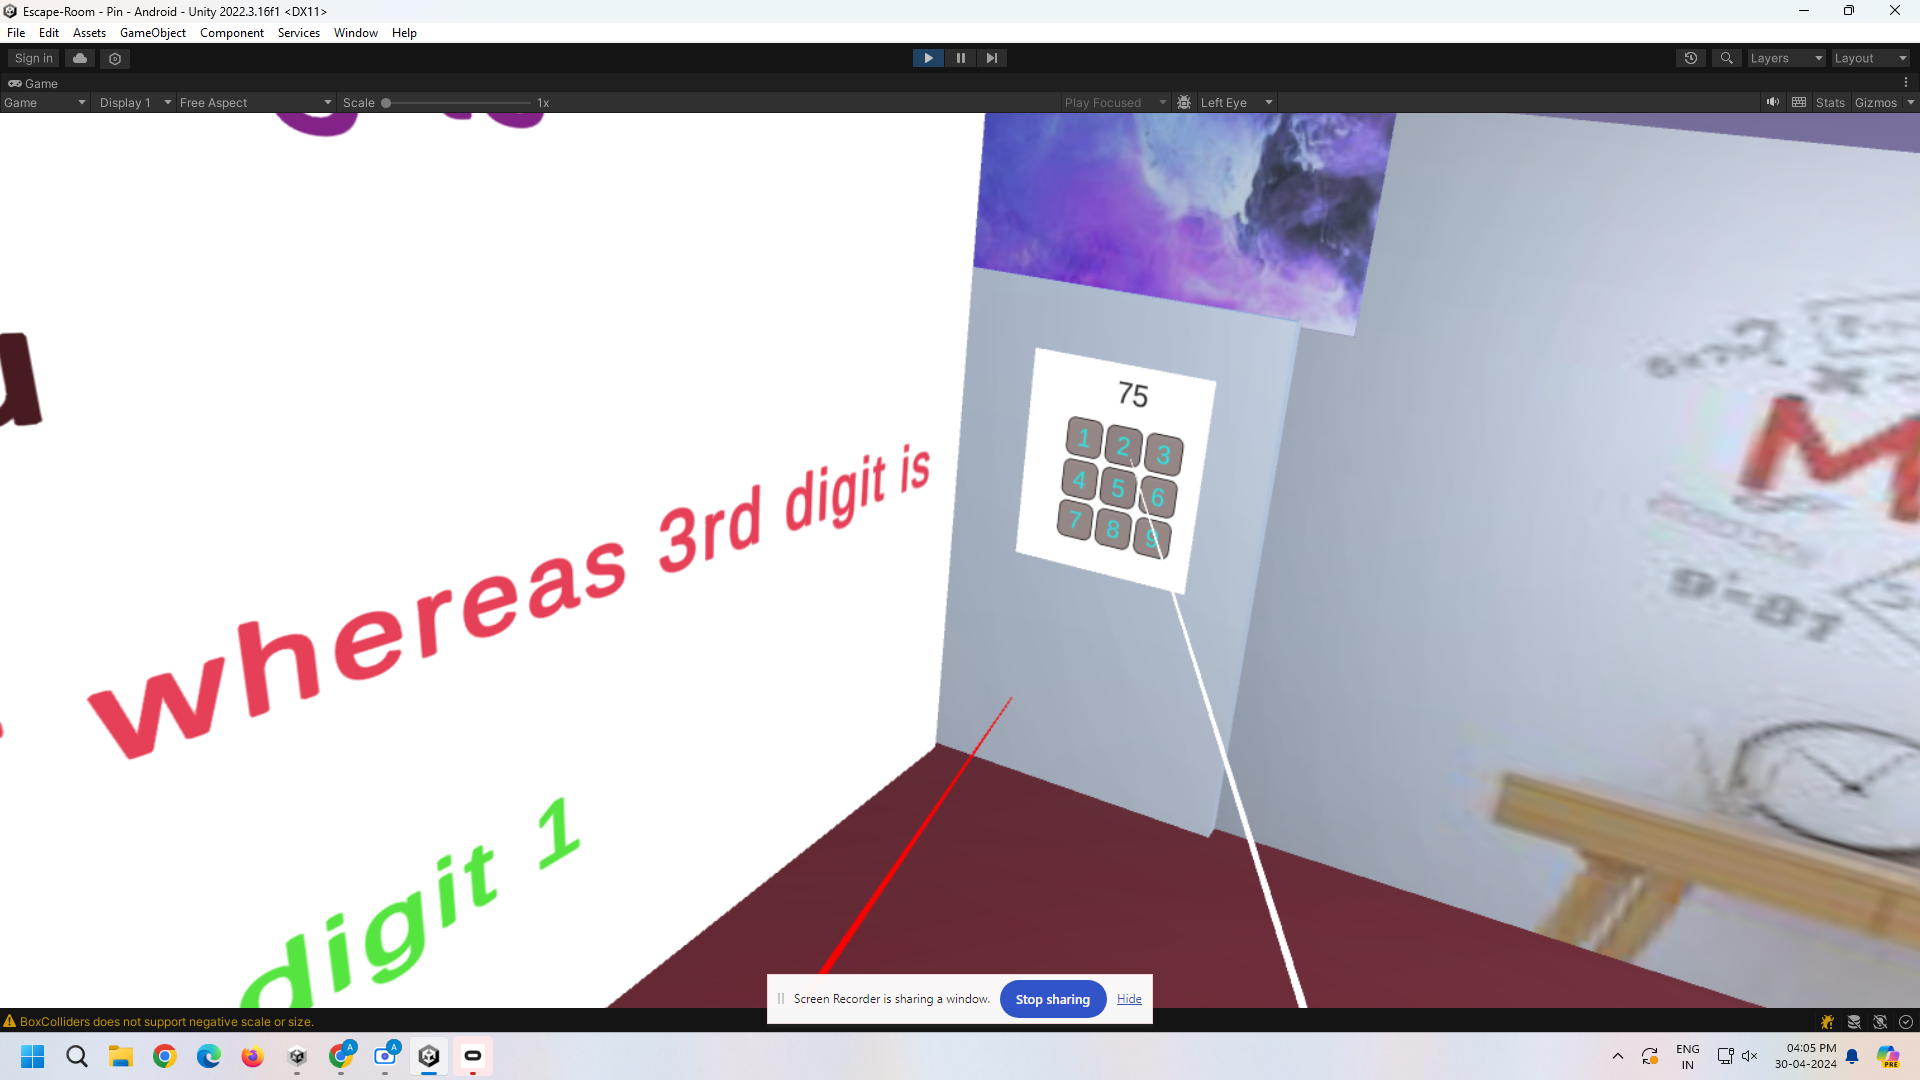 Escape-Room - Pin - Android - Unity 2022.3.16f1 <DX11>
File Edit Assets GameObject Component Services Window Help
Sign in
Layers
Layout
Game
Game Display 1 Free Aspect Scale 1x Play Focused Left Eye Stats Gizmos
whereas 3rd digit is
digit 1
75
1 2 3
4 5 6
7 8 9
Screen Recorder is sharing a window. Stop sharing Hide
BoxColliders does not support negative scale or size.
A A
ENG
IN
04:05 PM
30-04-2024
PRE